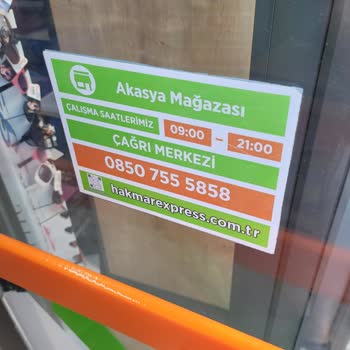 Akasya Mağazası
ÇALIŞMA SAATLERİMİZ 09:00 - 21:00
ÇAĞRI MERKEZİ
0850 755 5858
hakmarexpress.com.tr